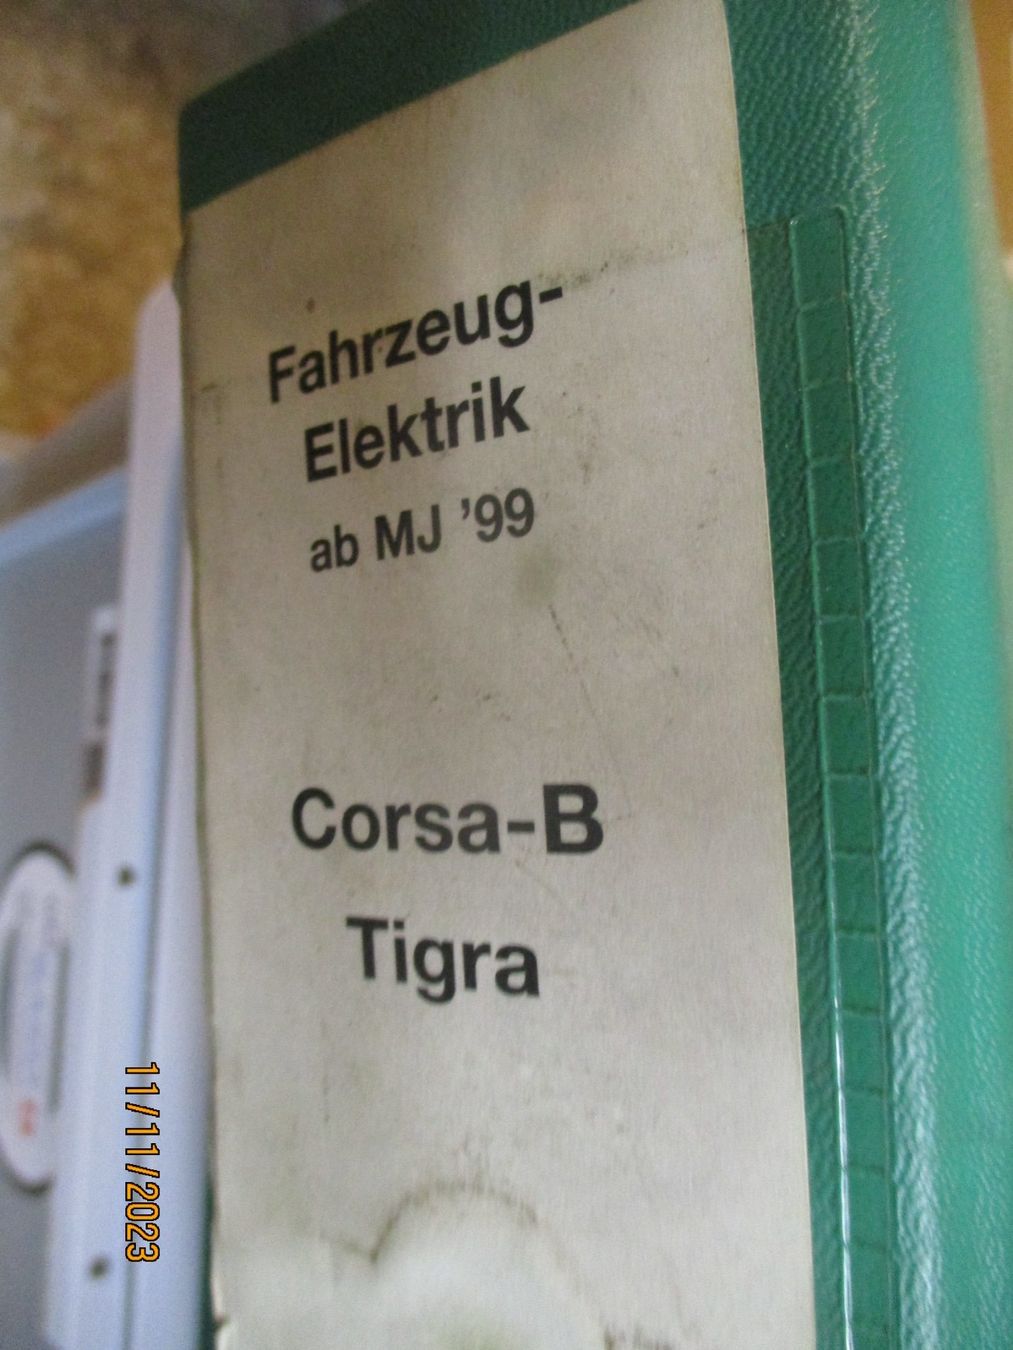 Fahrzeug-
Elektrik
ab MJ '99
Corsa-B
Tigra
11/11/2023